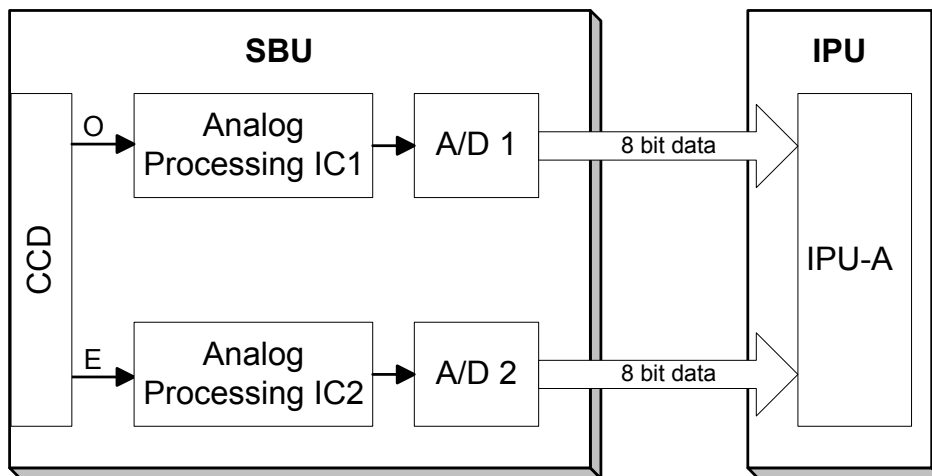 SBU
IPU
CCD
O
Analog
Processing IC1
A/D 1
8 bit data
IPU-A
E
Analog
Processing IC2
A/D 2
8 bit data